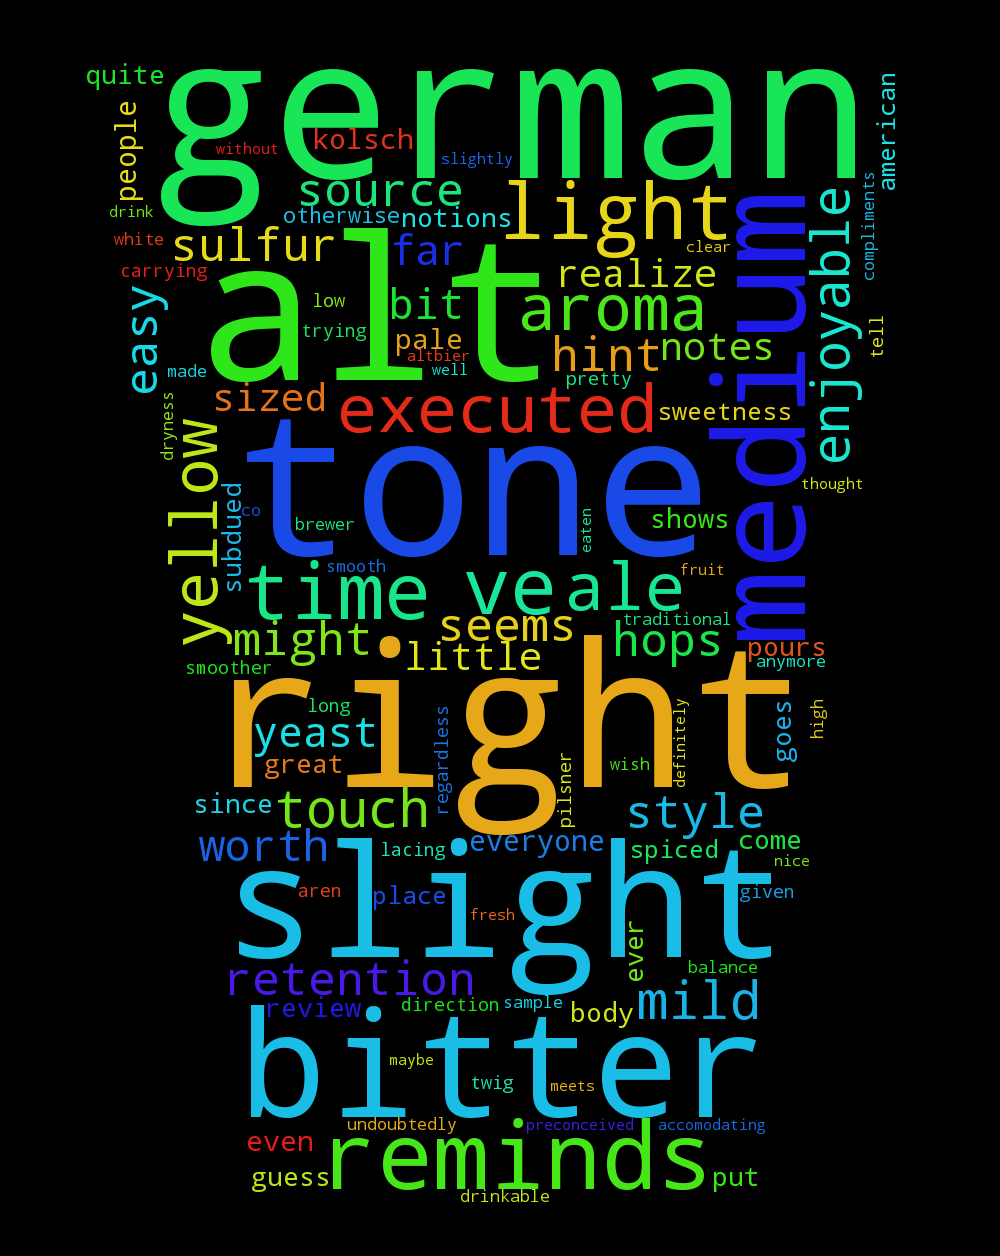 german
quite
people
american
kolsch
without
slightly
source
light
drink
otherwise
notions
compliments
enjoyable
medium
white
sulfur
far
clear
alt
carrying
realize
easy
low
bit
aroma
trying
pale
hint
notes
tell
altbier
well
made
pretty
sized
executed
sweetness
dryness
yellow
tone
thought
subdued
co
brewer
eaten
shows
smooth
fruit
time
ve
ale
might
seems
traditional
hops
pours
little
anymore
smoother
right
long
yeast
regardless
definitely
goes
high
great
pilsner
wish
since
touch
style
worth
lacing
everyone
spiced
come
nice
slight
aren
place
given
fresh
ever
balance
retention
review
direction
sample
body
mild
bitter
maybe
twig
meets
undoubtedly
preconceived
accomodating
even
reminds
guess
put
drinkable